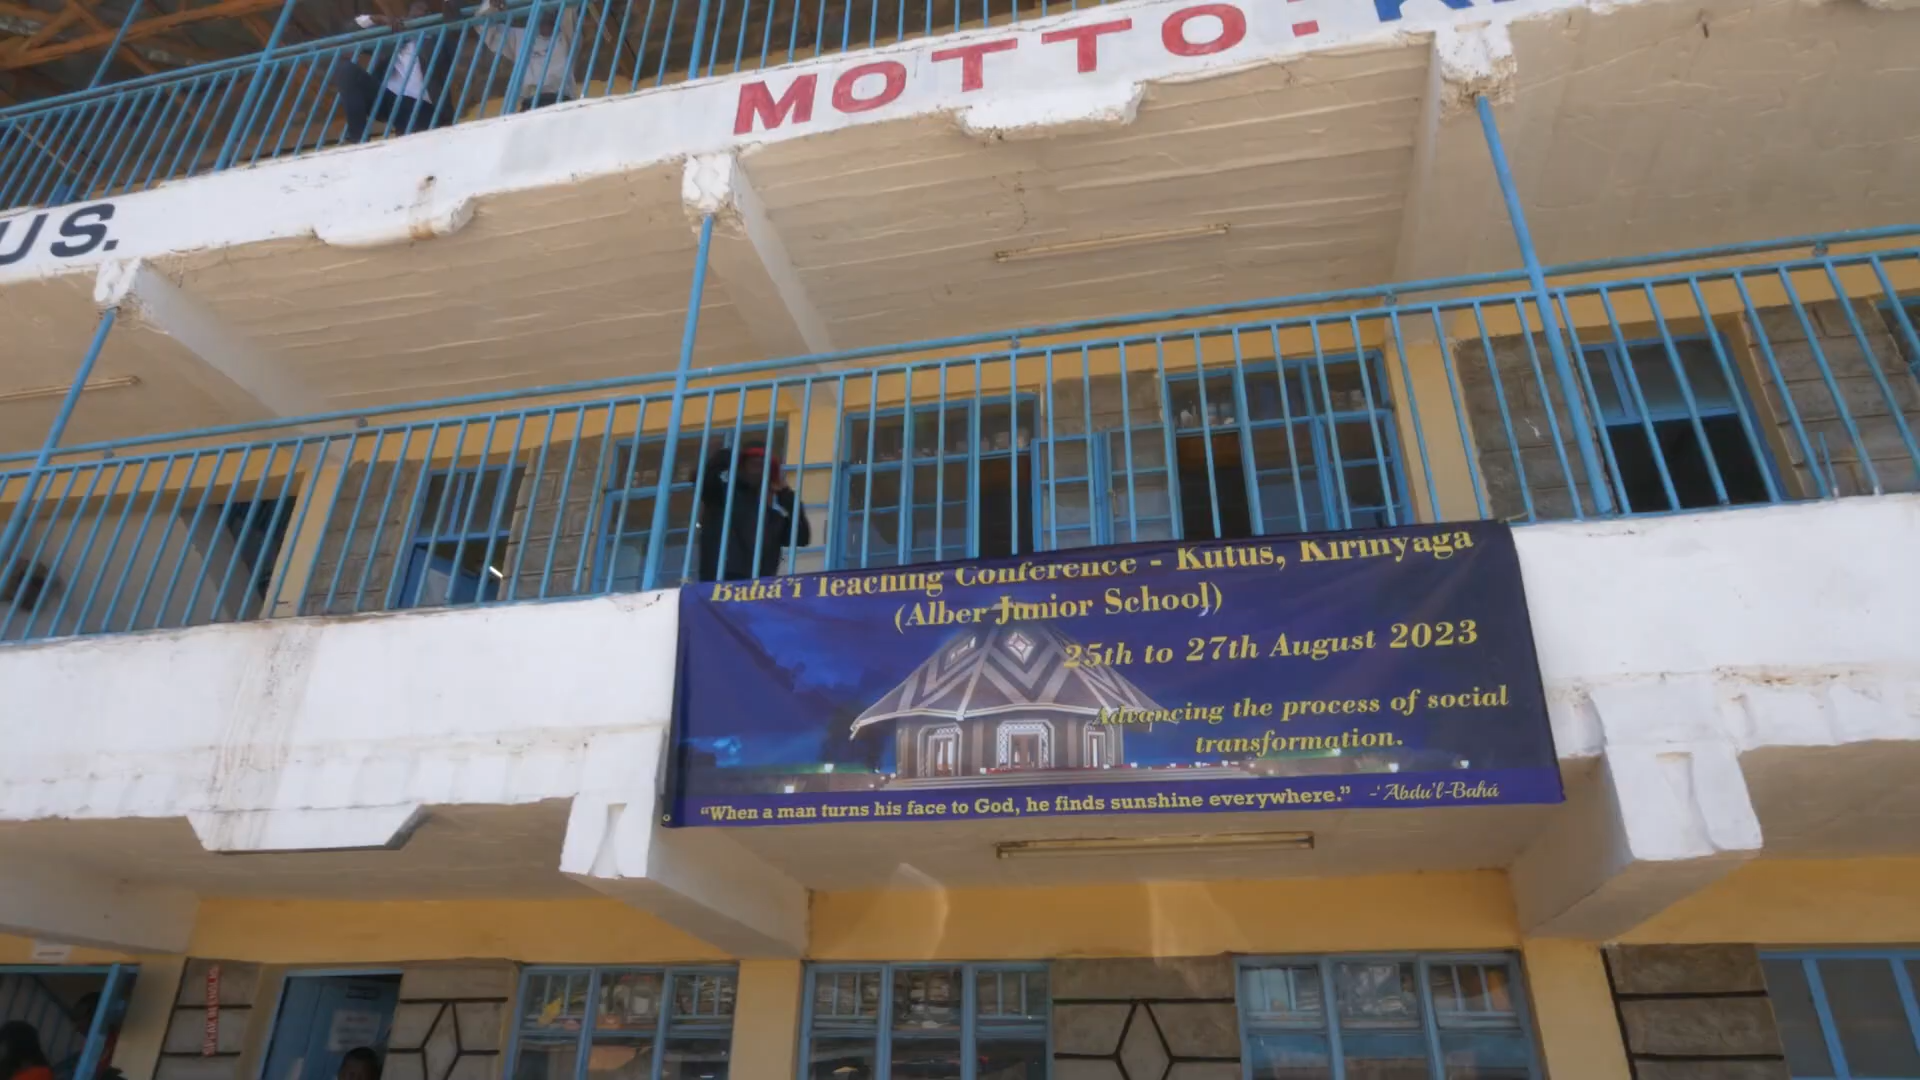 MOTTO:
US.
Bahá'í Teaching Conference - Kutus, Kirinyaga
(Alber Junior School)
25th to 27th August 2023
Advancing the process of social
transformation.
“When a man turns his face to God, he finds sunshine everywhere.” -‘Abdu'l-Bahá